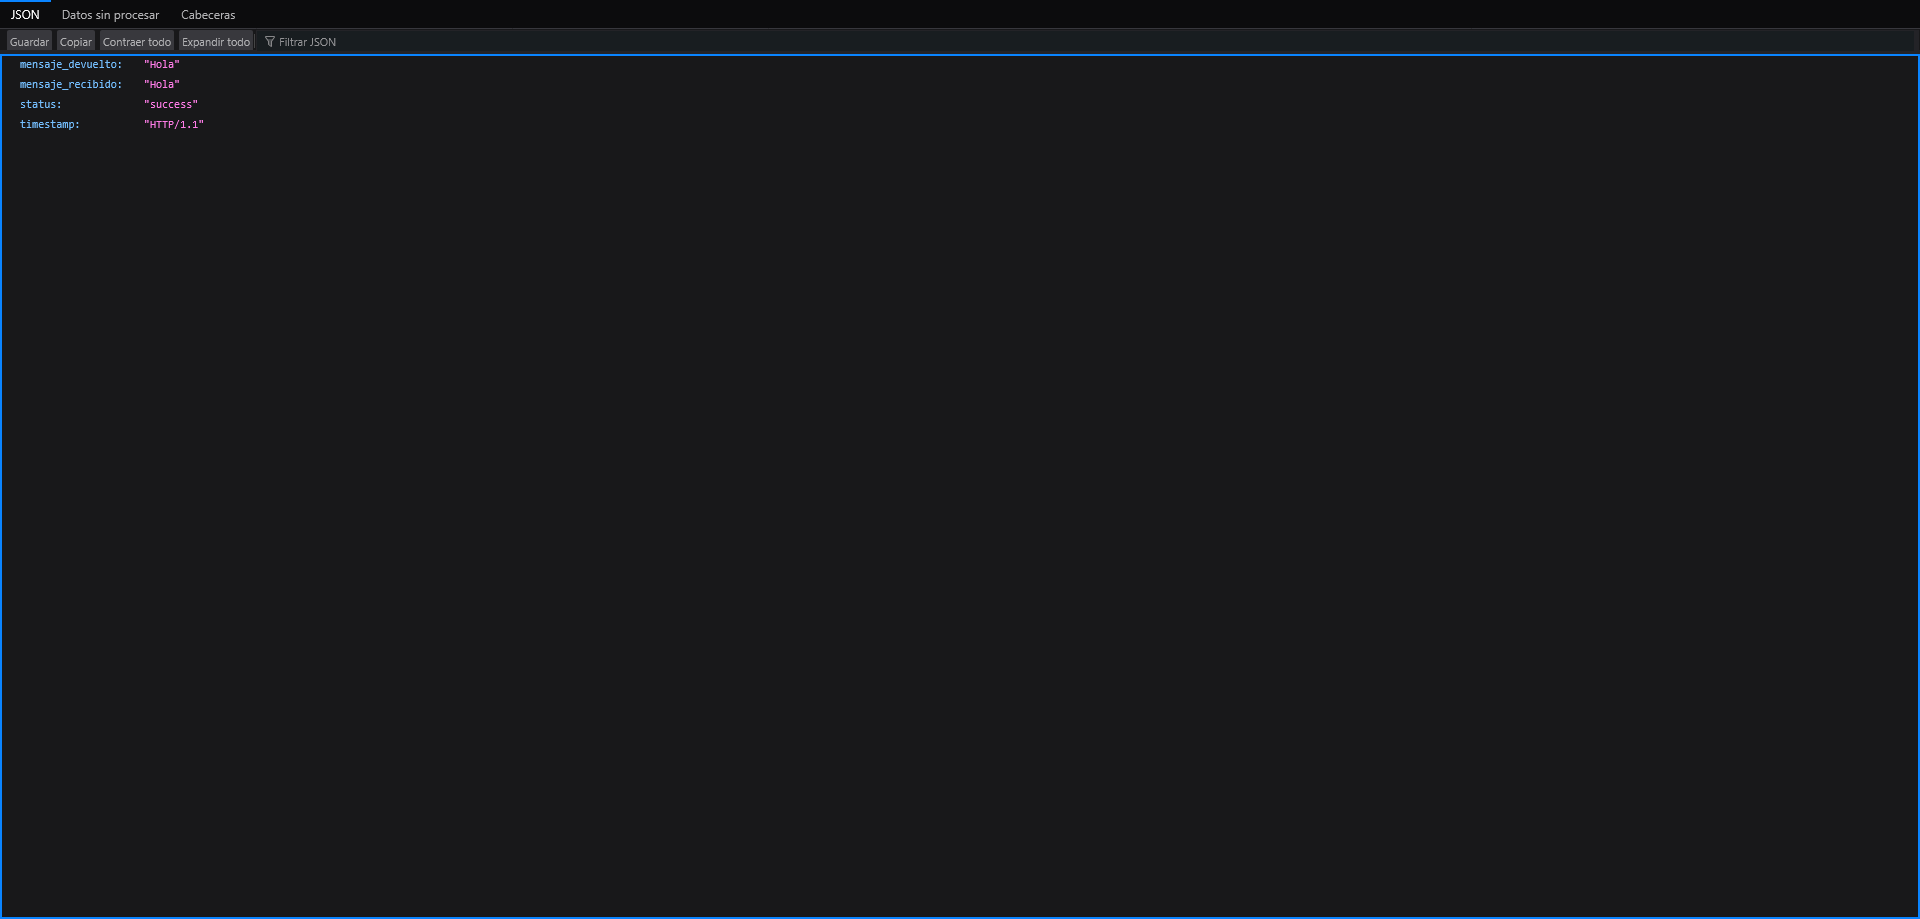 JSON Datos sin procesar Cabeceras
Guardar Copiar Contraer todo Expandir todo Filtrar JSON
mensaje_devuelto: "Hola"
mensaje_recibido: "Hola"
status: "success"
timestamp: "HTTP/1.1"